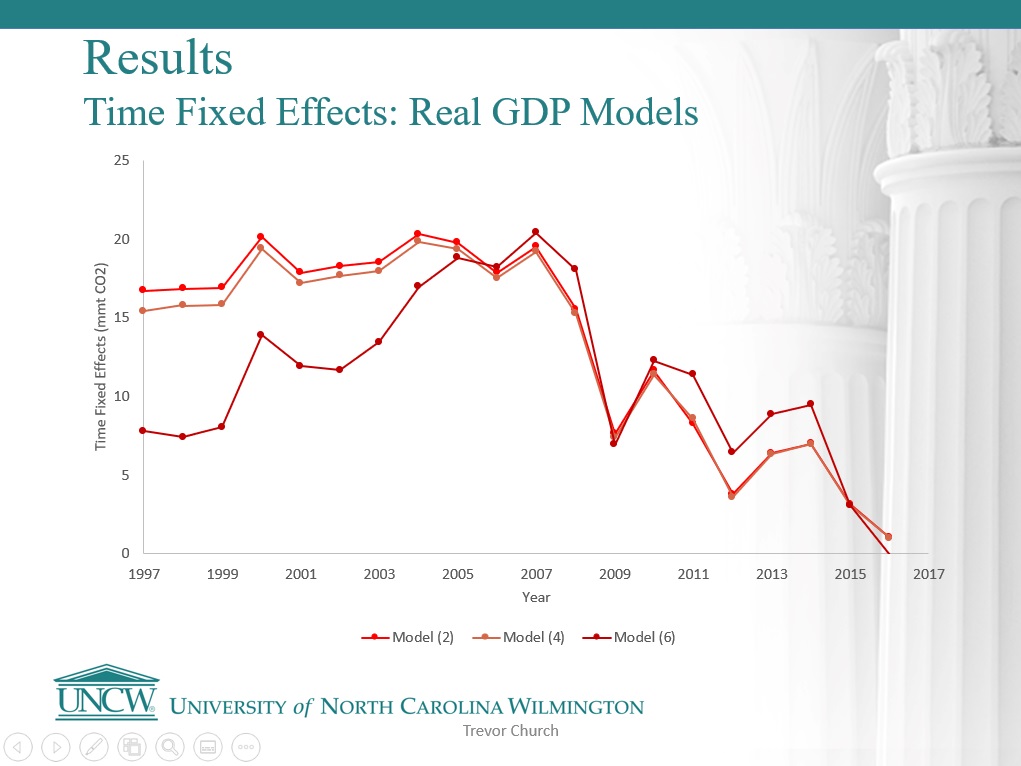 Results
Time Fixed Effects: Real GDP Models
25
20
15
10
5
0
Time Fixed Effects (mmt CO2)
1997 1999 2001 2003 2005 2007 2009 2011 2013 2015 2017
Year
Model (2) Model (4) Model (6)
UNCW® UNIVERSITY of NORTH CAROLINA WILMINGTON
Trevor Church